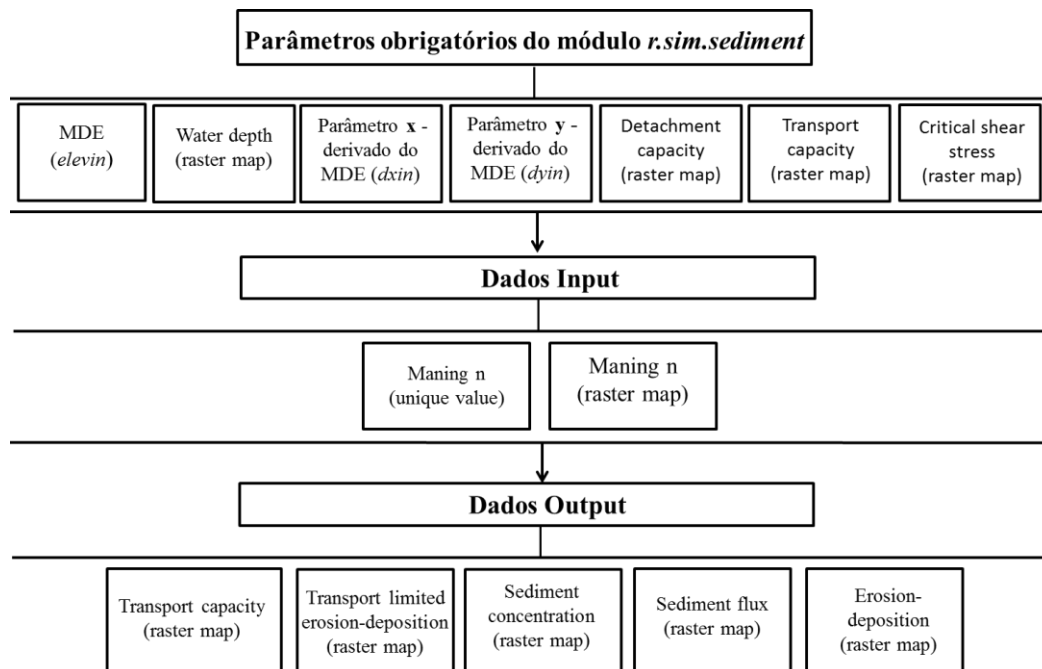 Parâmetros obrigatórios do módulo r.sim.sediment
MDE
(elevin)
Water depth
(raster map)
Parâmetro x -
derivado do
MDE (dxin)
Parâmetro y -
derivado do
MDE (dyin)
Detachment
capacity
(raster map)
Transport
capacity
(raster map)
Critical shear
stress
(raster map)
Dados Input
Maning n
(unique value)
Maning n
(raster map)
Dados Output
Transport capacity
(raster map)
Transport limited
erosion-deposition
(raster map)
Sediment
concentration
(raster map)
Sediment flux
(raster map)
Erosion-
deposition
(raster map)